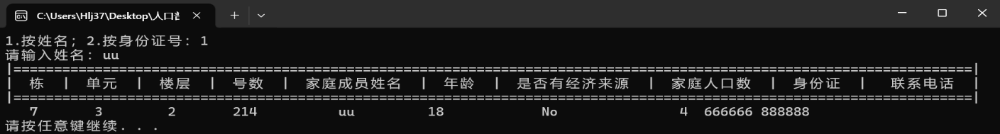 C:\Users\Hlj37\Desktop\人口普
1.按姓名; 2.按身份证号: 1
请输入姓名: uu
|======================================================================================================================|
| 栋 | 单元 | 楼层 | 号数 | 家庭成员姓名 | 年龄 | 是否有经济来源 | 家庭人口数 | 身份证 | 联系电话 |
|======================================================================================================================|
7 3 2 214 uu 18 No 4 666666 888888
请按任意键继续. . .